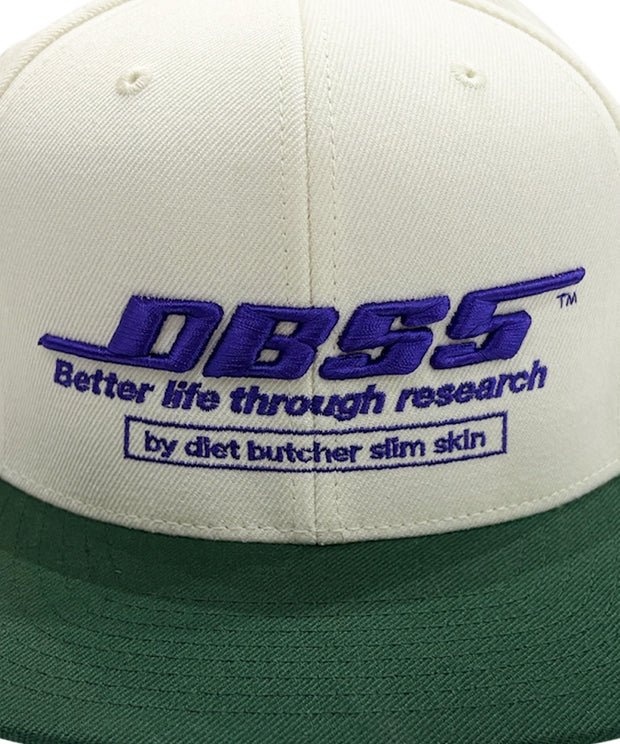 DBSS™
Better life through research
by diet butcher slim skin